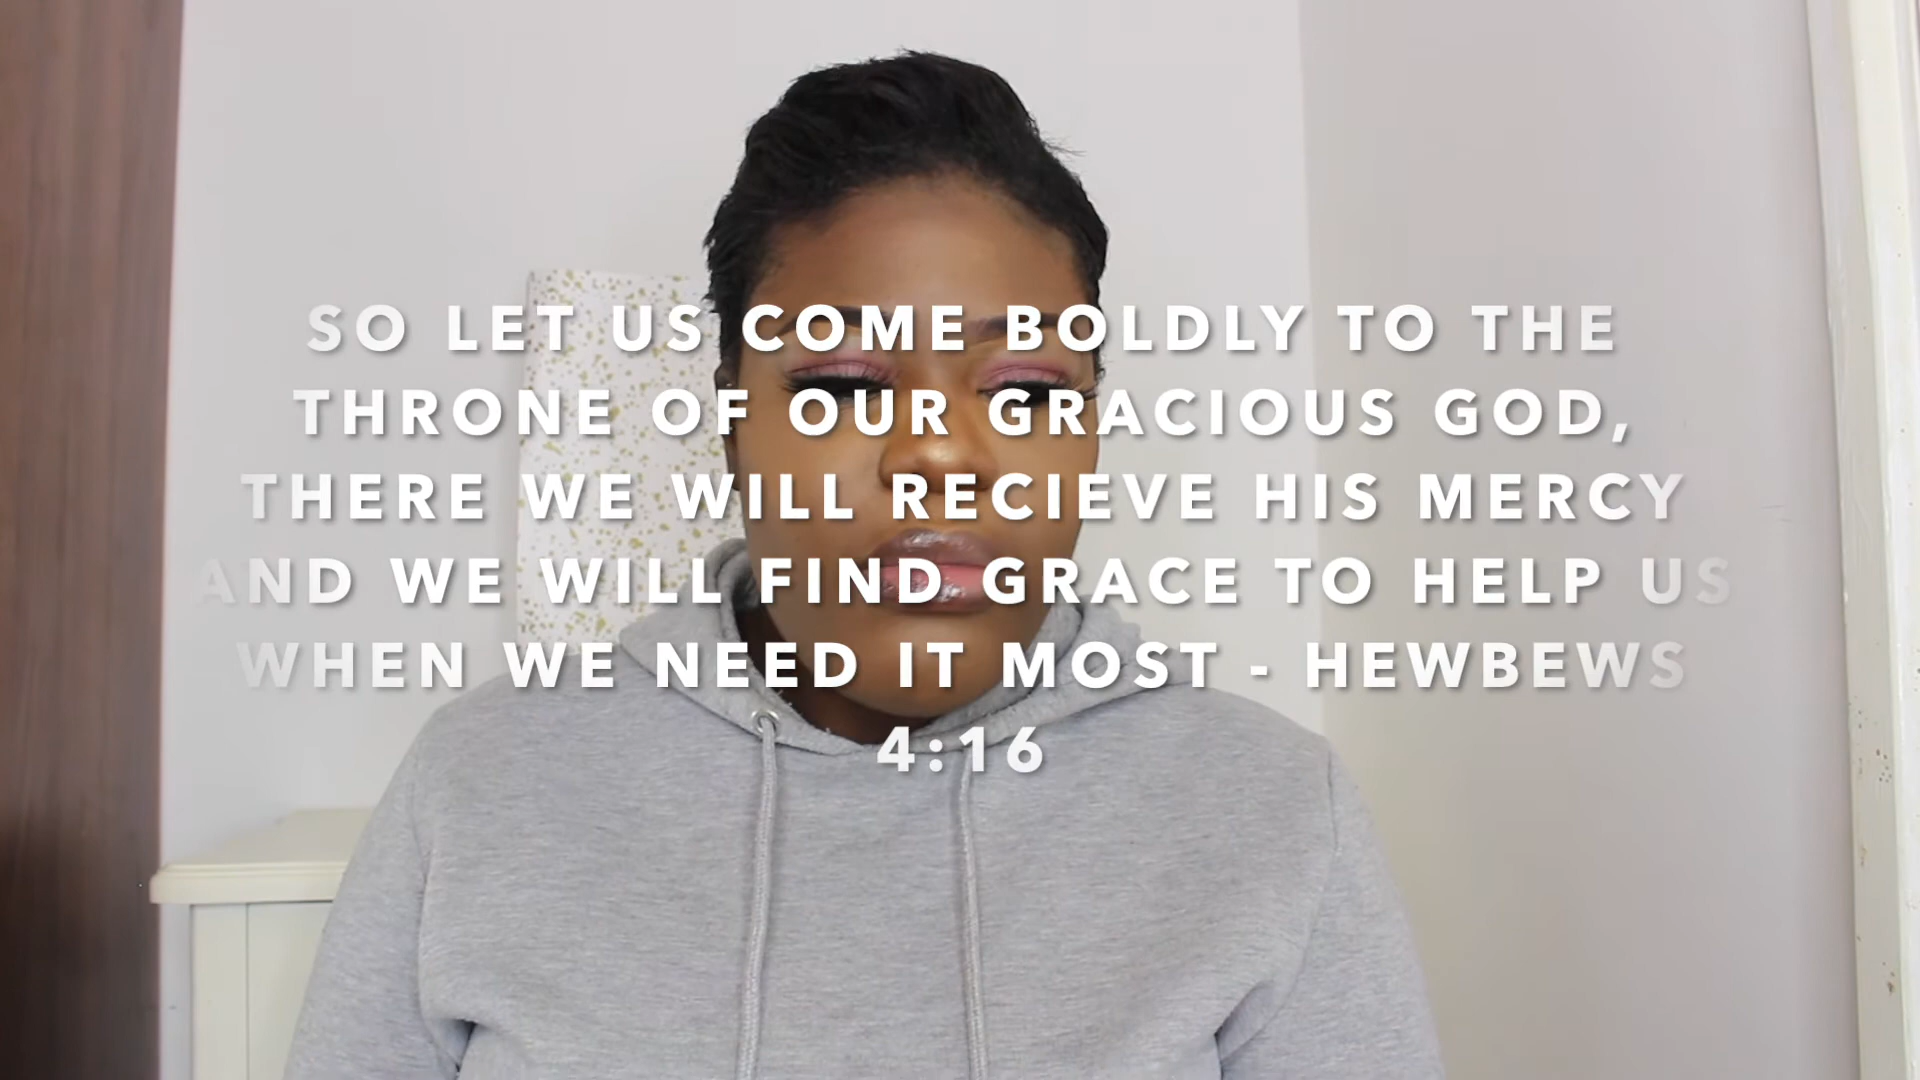 SO LET US COME BOLDLY TO THE
THRONE OF OUR GRACIOUS GOD,
THERE WE WILL RECIEVE HIS MERCY
AND WE WILL FIND GRACE TO HELP US
WHEN WE NEED IT MOST - HEWBEWS
4:16